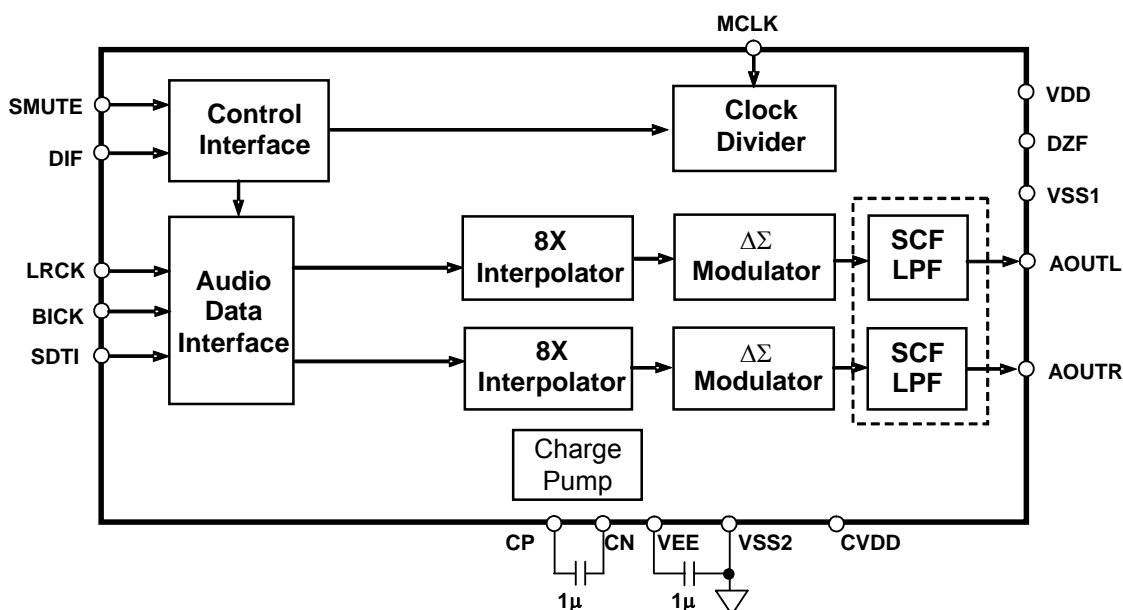 MCLK
SMUTE
DIF
Control
Interface
Clock
Divider
VDD
DZF
VSS1
LRCK
BICK
SDTI
Audio
Data
Interface
8X
Interpolator
ΔΣ
Modulator
SCF
LPF
AOUTL
8X
Interpolator
ΔΣ
Modulator
SCF
LPF
AOUTR
Charge
Pump
CP
CN
VEE
VSS2
CVDD
1μ
1μ